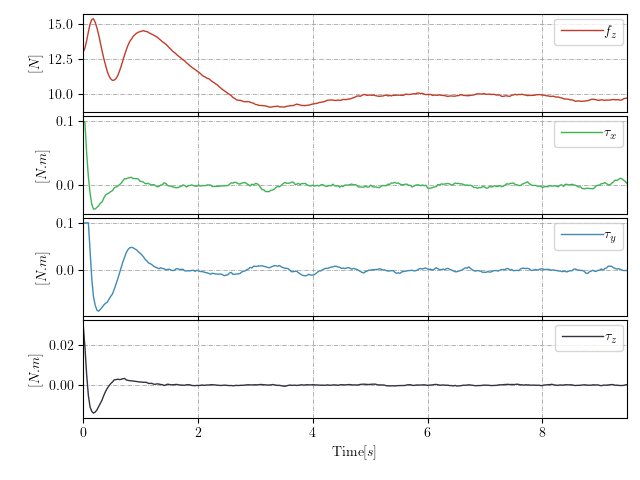 15.0
12.5
10.0
[N]
f_z
0.1
0.0
[N.m]
τ_x
0.1
0.0
[N.m]
τ_y
0.02
0.00
[N.m]
τ_z
0 2 4 6 8
Time[s]